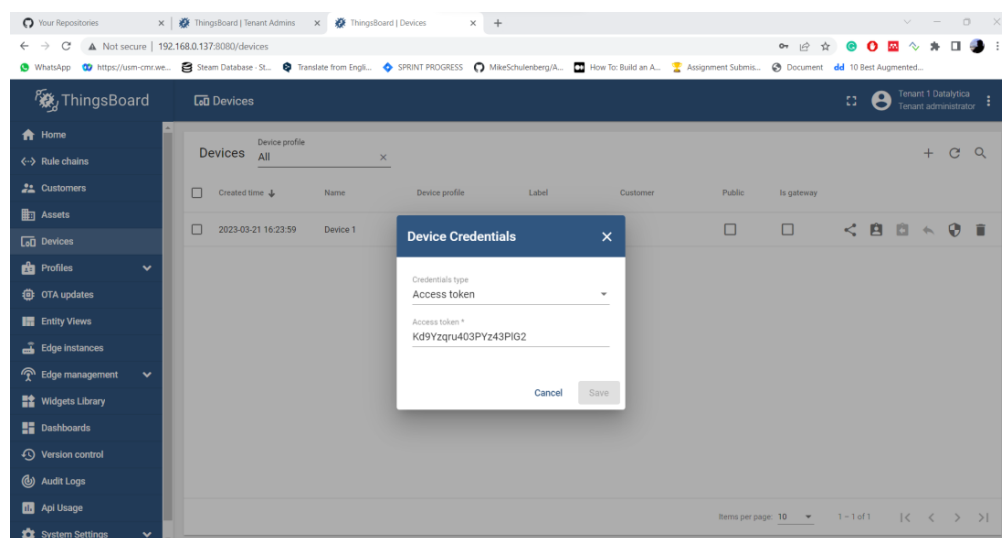 Your Repositories
ThingsBoard | Tenant Admins
ThingsBoard | Devices
Not secure | 192.168.0.137:8080/devices
WhatsApp https://usm-cmr.we... Steam Database - St... Translate from Engli... SPRINT PROGRESS MikeSchulenberg/A... How To: Build an A... Assignment Submis... Document dd 10 Best Augmented...
ThingsBoard
Devices
Tenant 1 Datalytica
Tenant administrator
Home
Rule chains
Customers
Assets
Devices
Profiles
OTA updates
Entity Views
Edge instances
Edge management
Widgets Library
Dashboards
Version control
Audit Logs
Api Usage
System Settings
Devices
Device profile
All
Created time Name Device profile Label Customer Public Is gateway
2023-03-21 16:23:59 Device 1
Device Credentials
Credentials type
Access token
Access token *
Kd9Yzqru403PYz43PIG2
Cancel Save
Items per page: 10 1 – 1 of 1